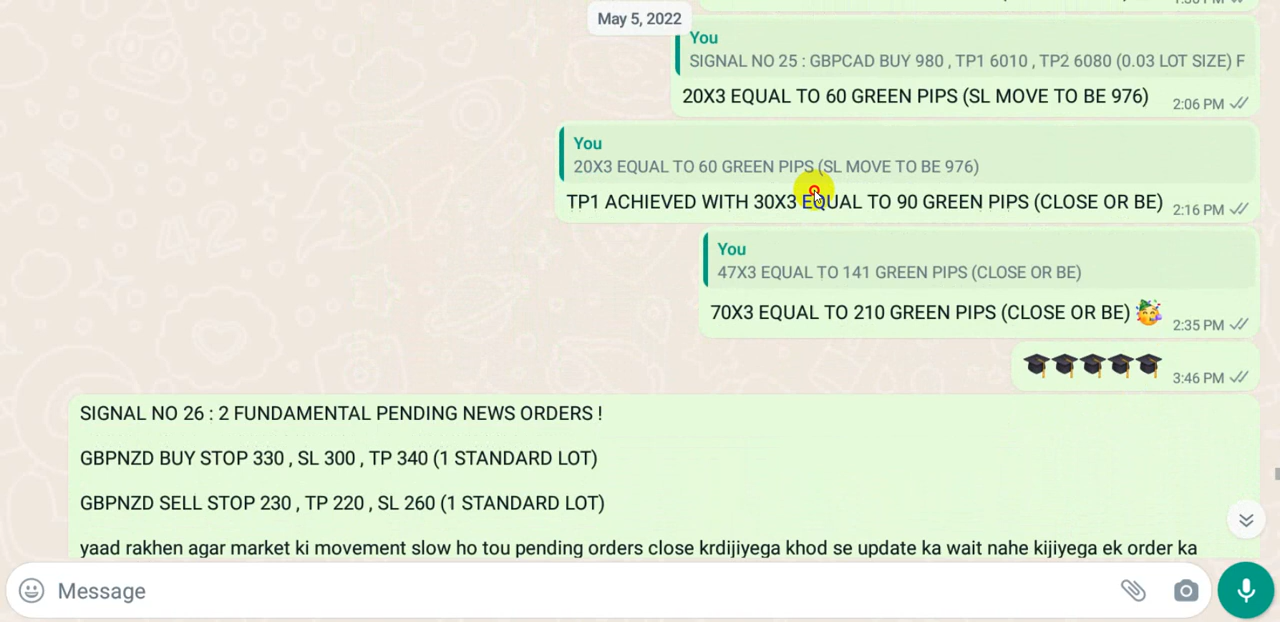 May 5, 2022
You
SIGNAL NO 25 : GBPCAD BUY 980 , TP1 6010 , TP2 6080 (0.03 LOT SIZE) F
20X3 EQUAL TO 60 GREEN PIPS (SL MOVE TO BE 976)
2:06 PM
You
20X3 EQUAL TO 60 GREEN PIPS (SL MOVE TO BE 976)
TP1 ACHIEVED WITH 30X3 EQUAL TO 90 GREEN PIPS (CLOSE OR BE)
2:16 PM
You
47X3 EQUAL TO 141 GREEN PIPS (CLOSE OR BE)
70X3 EQUAL TO 210 GREEN PIPS (CLOSE OR BE) 🥳
2:35 PM
🎓🎓🎓🎓🎓
3:46 PM
SIGNAL NO 26 : 2 FUNDAMENTAL PENDING NEWS ORDERS !
GBPNZD BUY STOP 330 , SL 300 , TP 340 (1 STANDARD LOT)
GBPNZD SELL STOP 230 , TP 220 , SL 260 (1 STANDARD LOT)
yaad rakhen agar market ki movement slow ho tou pending orders close krdijiyega khod se update ka wait nahe kijiyega ek order ka
Message